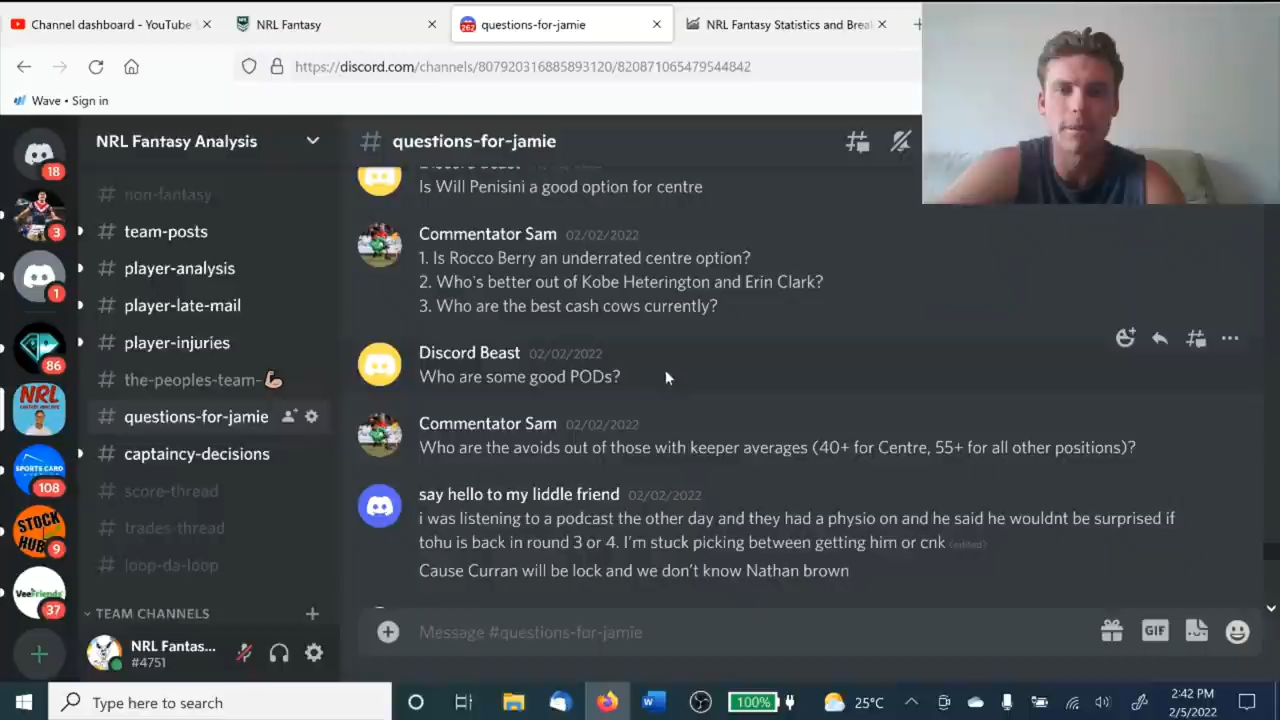 Channel dashboard - YouTube
NRL Fantasy
questions-for-jamie
NRL Fantasy Statistics and Brea
262
https://discord.com/channels/807920316885893120/820871065479544842
Wave • Sign in
NRL Fantasy Analysis
# questions-for-jamie
18
3
1
86
NRL
SPORTS CARD
108
STOCK HUB
9
VeeFriends
37
# non-fantasy
# team-posts
# player-analysis
# player-late-mail
# player-injuries
# the-peoples-team-💪
# questions-for-jamie
# captaincy-decisions
# score-thread
# trades-thread
# loop-da-loop
TEAM CHANNELS
NRL Fantas...
#4751
Discord Beast
Is Will Penisini a good option for centre
Commentator Sam 02/02/2022
1. Is Rocco Berry an underrated centre option?
2. Who's better out of Kobe Heterington and Erin Clark?
3. Who are the best cash cows currently?
Discord Beast 02/02/2022
Who are some good PODs?
Commentator Sam 02/02/2022
Who are the avoids out of those with keeper averages (40+ for Centre, 55+ for all other positions)?
say hello to my liddle friend 02/02/2022
i was listening to a podcast the other day and they had a physio on and he said he wouldnt be surprised if
tohu is back in round 3 or 4. I'm stuck picking between getting him or cnk (edited)
Cause Curran will be lock and we don't know Nathan brown
Message #questions-for-jamie
GIF
Type here to search
100%
25°C
2:42 PM
2/5/2022